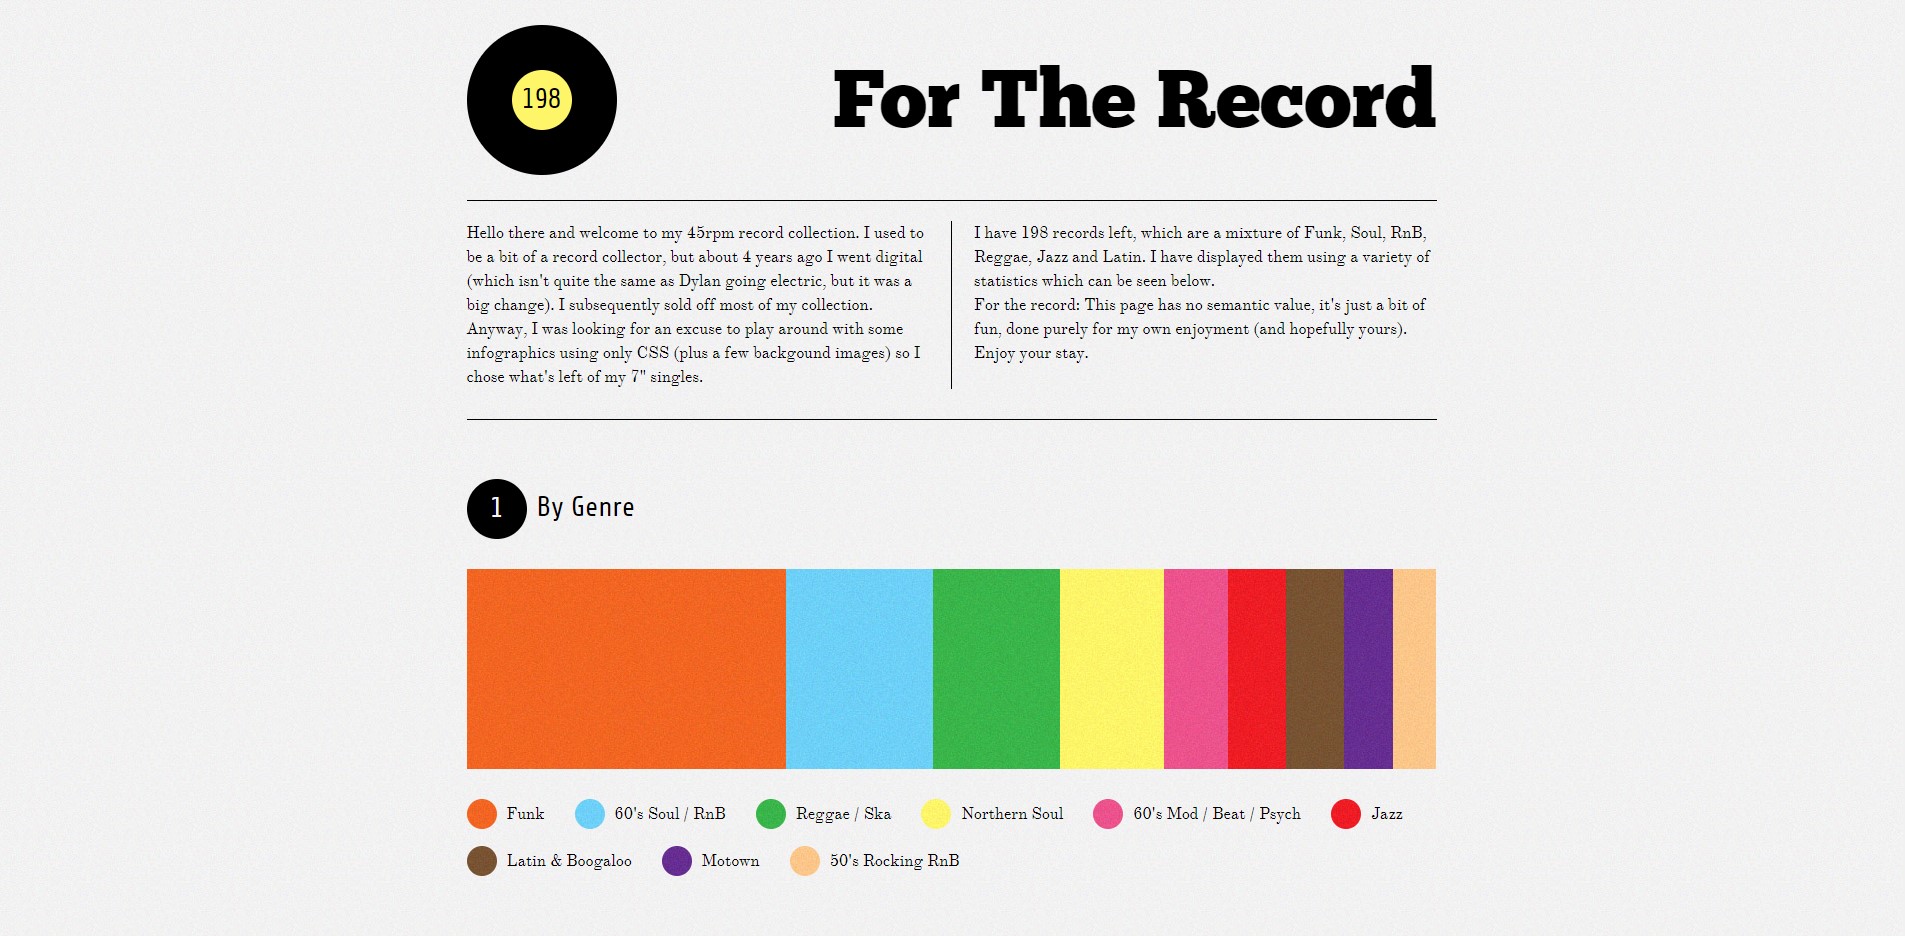 198
For The Record
Hello there and welcome to my 45rpm record collection. I used to
be a bit of a record collector, but about 4 years ago I went digital
(which isn't quite the same as Dylan going electric, but it was a
big change). I subsequently sold off most of my collection.
Anyway, I was looking for an excuse to play around with some
infographics using only CSS (plus a few backgound images) so I
chose what's left of my 7" singles.
I have 198 records left, which are a mixture of Funk, Soul, RnB,
Reggae, Jazz and Latin. I have displayed them using a variety of
statistics which can be seen below.
For the record: This page has no semantic value, it's just a bit of
fun, done purely for my own enjoyment (and hopefully yours).
Enjoy your stay.
1 By Genre
Funk 60's Soul / RnB Reggae / Ska Northern Soul 60's Mod / Beat / Psych Jazz
Latin & Boogaloo Motown 50's Rocking RnB